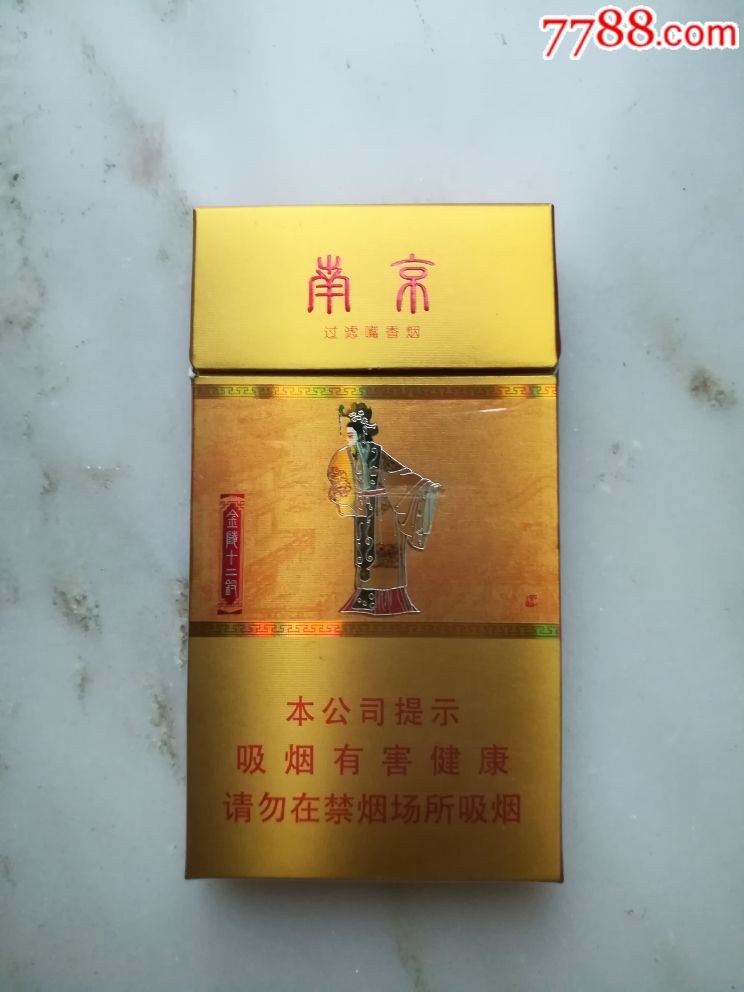 7788.com
南京
过滤嘴香烟
金陵十二钗
本公司提示
吸烟有害健康
请勿在禁烟场所吸烟